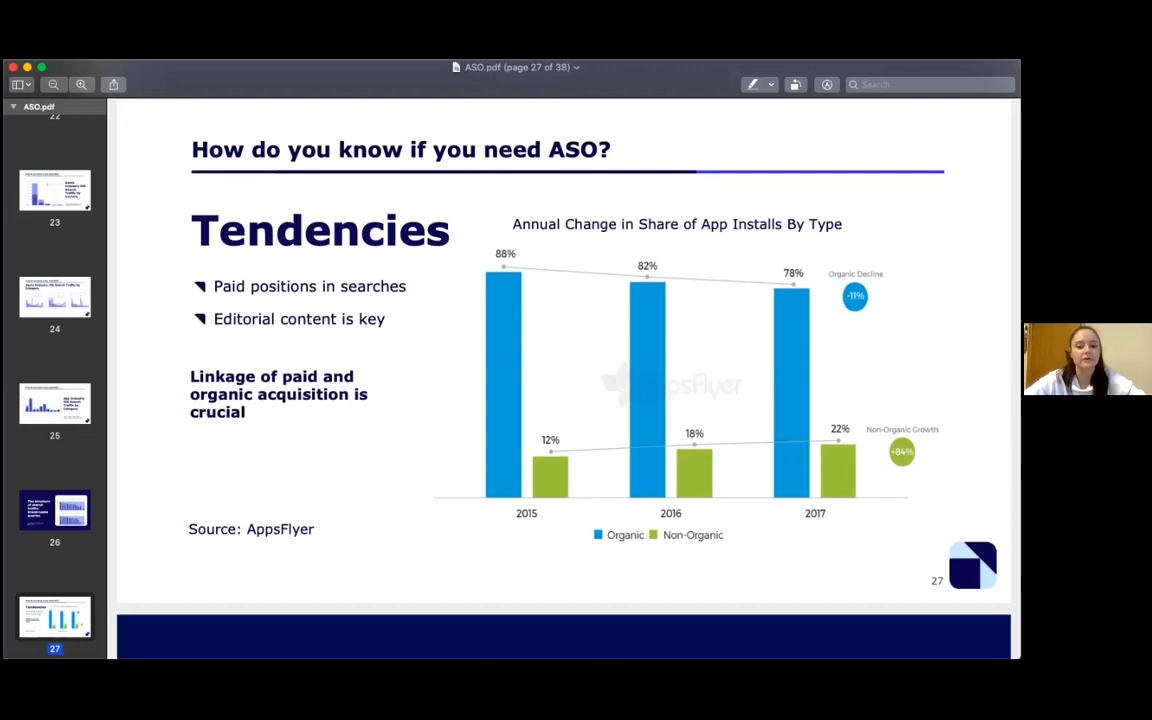 ASO.pdf (page 27 of 38)
Search
ASO.pdf
22
23
24
25
26
27
How do you know if you need ASO?
Tendencies
Paid positions in searches
Editorial content is key
Linkage of paid and
organic acquisition is
crucial
Source: AppsFlyer
Annual Change in Share of App Installs By Type
88%
82%
78%
Organic Decline
-11%
12%
18%
22%
Non-Organic Growth
+84%
AppsFlyer
2015
2016
2017
Organic
Non-Organic
27